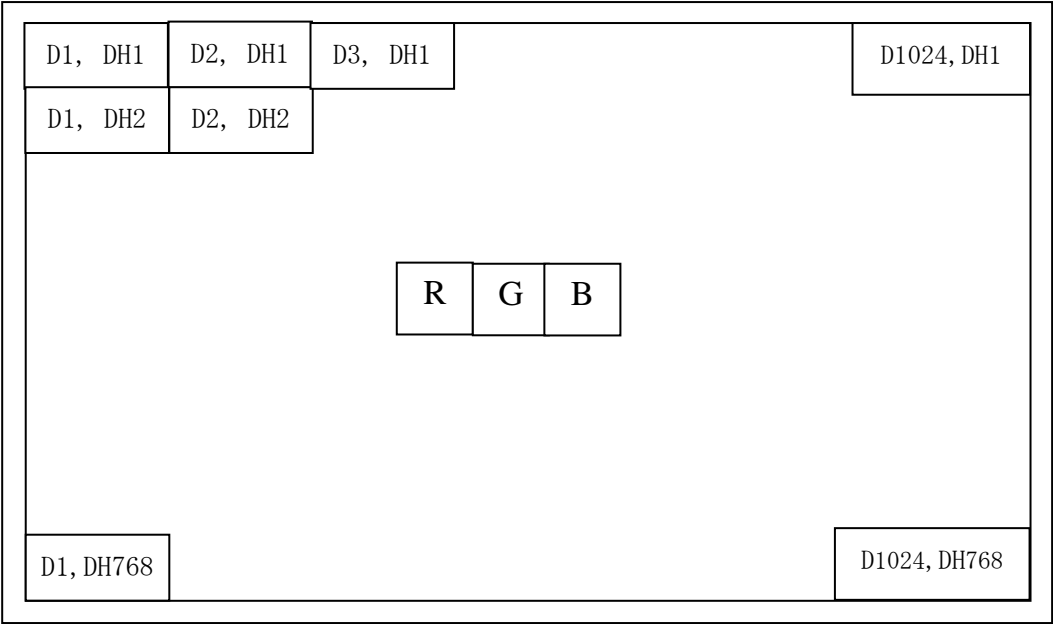 D1, DH1 D2, DH1 D3, DH1 D1024,DH1
D1, DH2 D2, DH2
R G B
D1,DH768 D1024,DH768